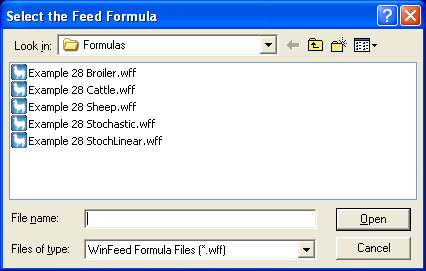 Select the Feed Formula
Look in: Formulas
Example 28 Broiler.wff
Example 28 Cattle.wff
Example 28 Sheep.wff
Example 28 Stochastic.wff
Example 28 StochLinear.wff
File name: Open
Files of type: WinFeed Formula Files (*.wff) Cancel